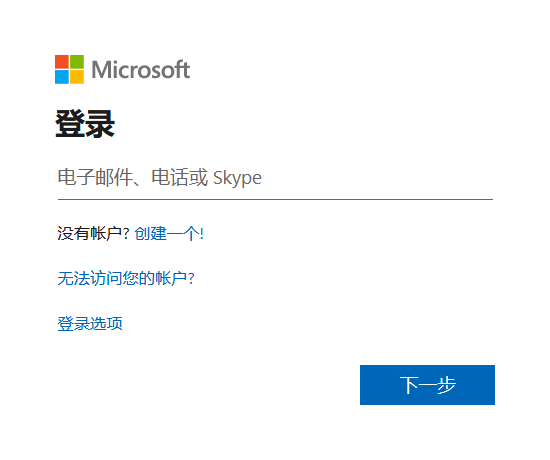 Microsoft
登录
电子邮件、电话或 Skype
没有帐户? 创建一个!
无法访问您的帐户?
登录选项
下一步